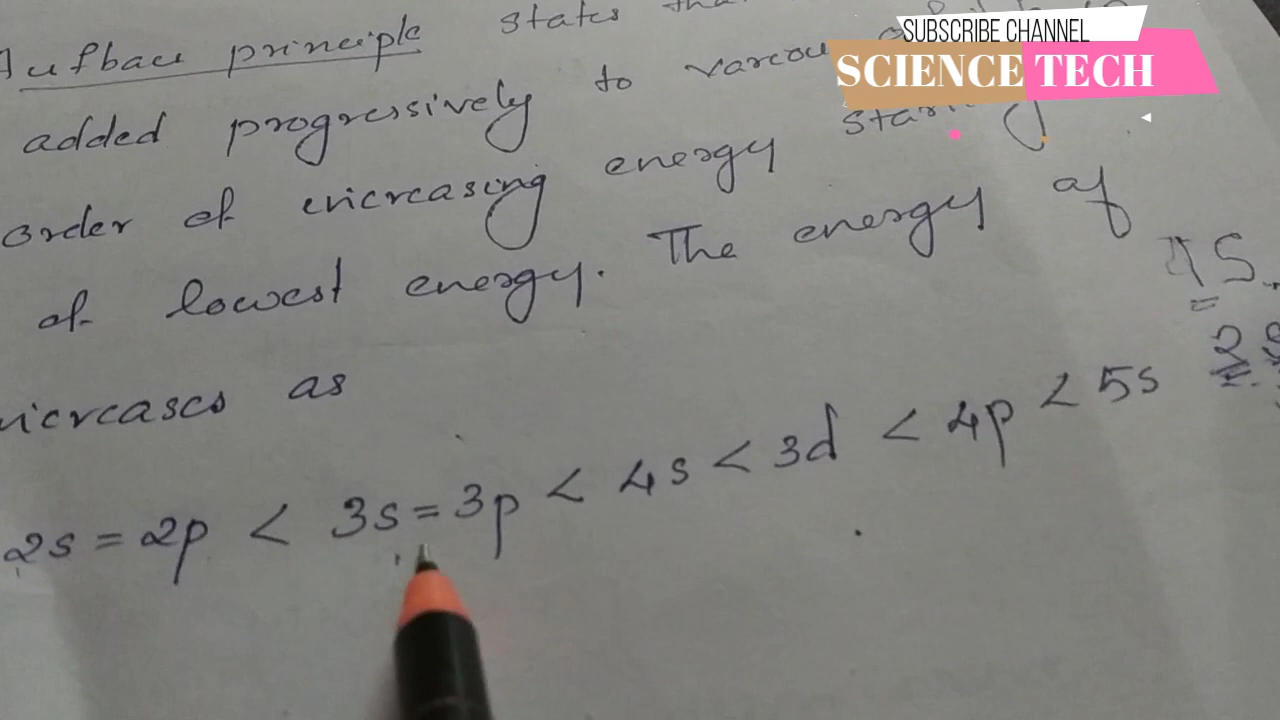 SUBSCRIBE CHANNEL
SCIENCE TECH
Aufbau principle states
added progressively to
order of increasing energy
of lowest energy. The energy of
increases as
1S
2s = 2p < 3s = 3p < 4s < 3d < 4p < 5s